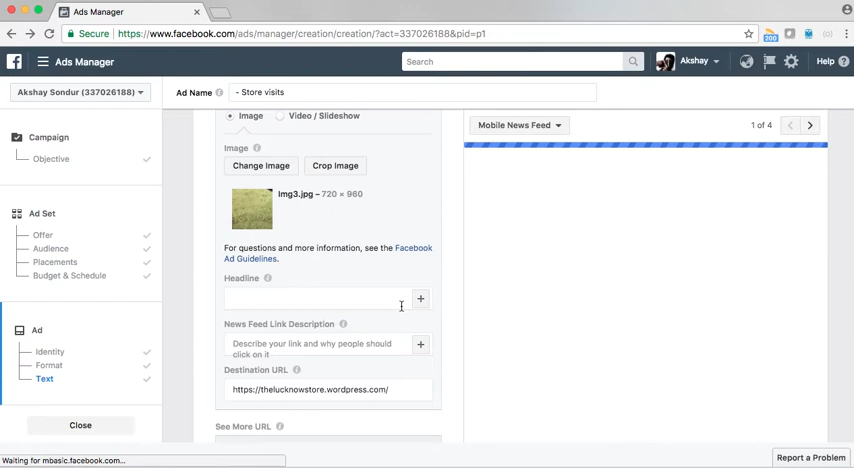 Ads Manager
Secure https://www.facebook.com/ads/manager/creation/creation/?act=337026188&pid=p1
200
Ads Manager
Search
Akshay
Help
Akshay Sondur (337026188)
Ad Name
- Store visits
Campaign
Objective
Ad Set
Offer
Audience
Placements
Budget & Schedule
Ad
Identity
Format
Text
Close
Image
Video / Slideshow
Image
Change Image
Crop Image
Img3.jpg – 720 × 960
For questions and more information, see the Facebook
Ad Guidelines.
Headline
+
News Feed Link Description
Describe your link and why people should
click on it
+
Destination URL
https://thelucknowstore.wordpress.com/
See More URL
Mobile News Feed
1 of 4
Waiting for mbasic.facebook.com...
Report a Problem